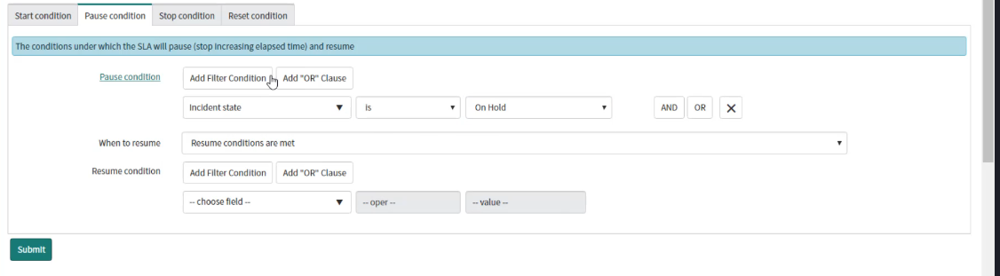 Start condition Pause condition Stop condition Reset condition
The conditions under which the SLA will pause (stop increasing elapsed time) and resume
Pause condition Add Filter Condition Add "OR" Clause
Incident state is On Hold AND OR
When to resume Resume conditions are met
Resume condition Add Filter Condition Add "OR" Clause
-- choose field -- -- oper -- -- value --
Submit